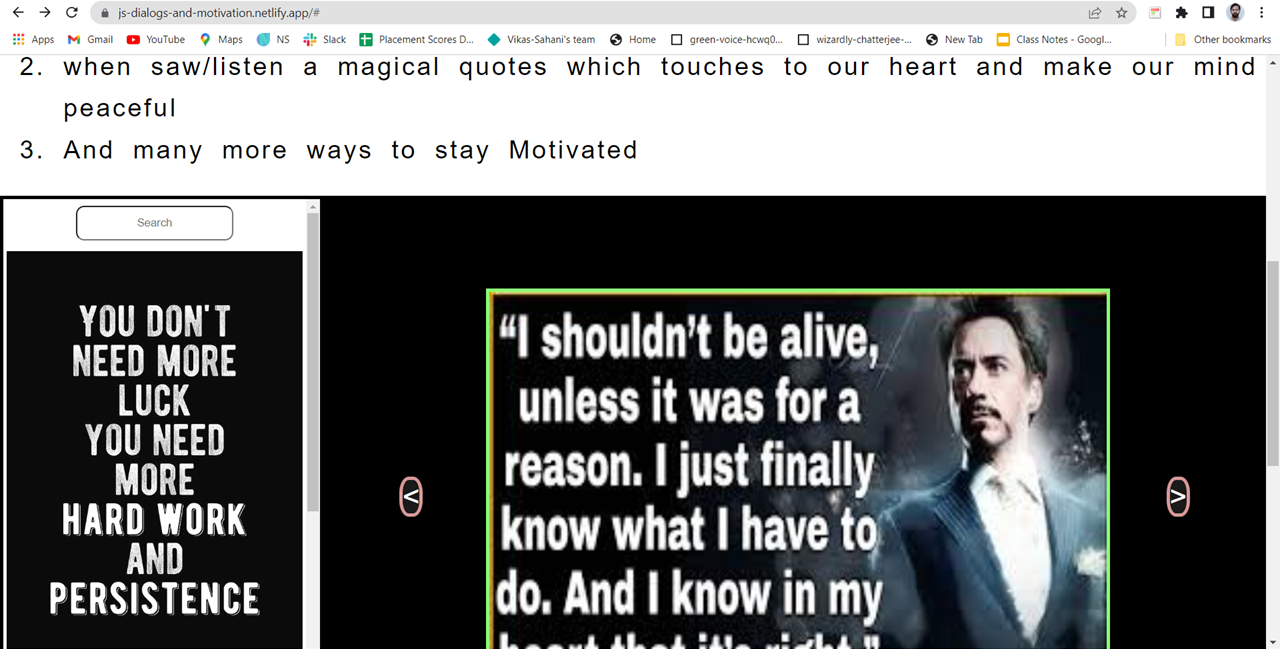 js-dialogs-and-motivation.netlify.app/#
Apps Gmail YouTube Maps NS Slack Placement Scores D... Vikas-Sahani's team Home green-voice-hcwq0... wizardly-chatterjee-... New Tab Class Notes - Googl... Other bookmarks
2. when saw/listen a magical quotes which touches to our heart and make our mind
peaceful
3. And many more ways to stay Motivated
Search
YOU DON'T
NEED MORE
LUCK
YOU NEED
MORE
HARD WORK
AND
PERSISTENCE
<
“I shouldn’t be alive,
unless it was for a
reason. I just finally
know what I have to
do. And I know in my
heart that it’s right.”
>